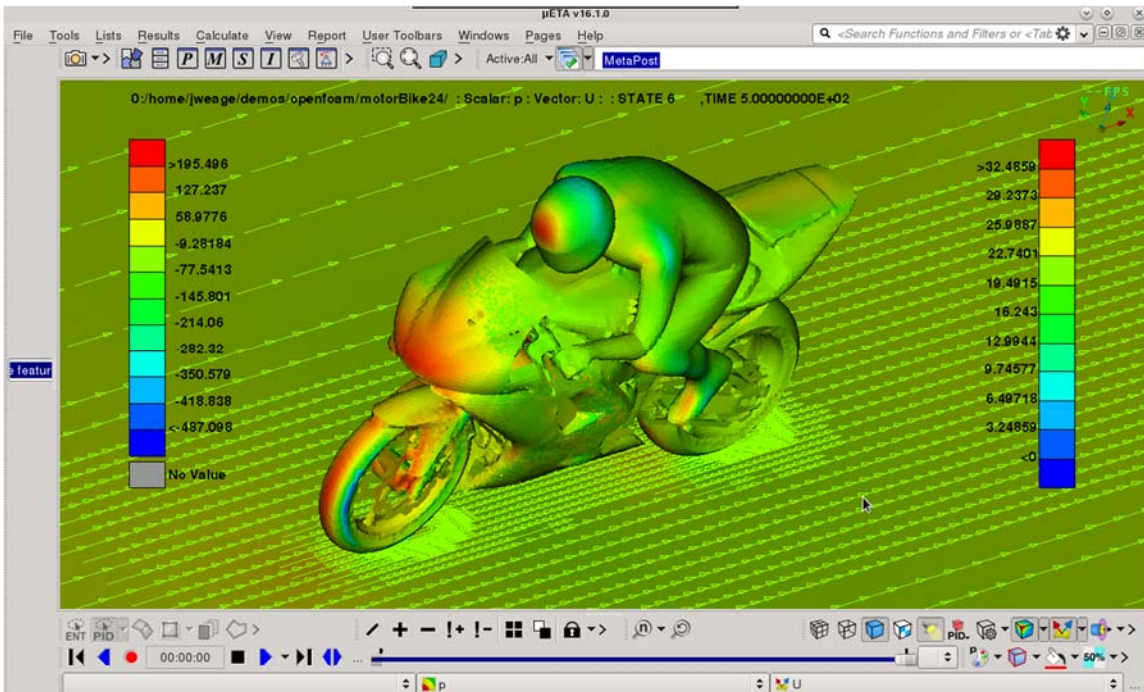 μETA v16.1.0
File Tools Lists Results Calculate View Report User Toolbars Windows Pages Help
<Search Functions and Filters or <Tab
P M S I
Active:All
MetaPost
0:/home/jweage/demos/openfoam/motorBike24/ : Scalar: p : Vector: U : : STATE 6 ,TIME 5.00000000E+02
--FPS
Y
X
>195.496
127.237
58.9776
-9.28184
-77.5413
-145.801
-214.06
-282.32
-350.579
-418.838
<-487.098
No Value
>32.4859
29.2373
25.9887
22.7401
19.4915
16.243
12.9944
9.74577
6.49718
3.24859
<0
e featur
ENT PID
!+ !-
n
PID.
00:00:00
...
P
50%
p
U
...